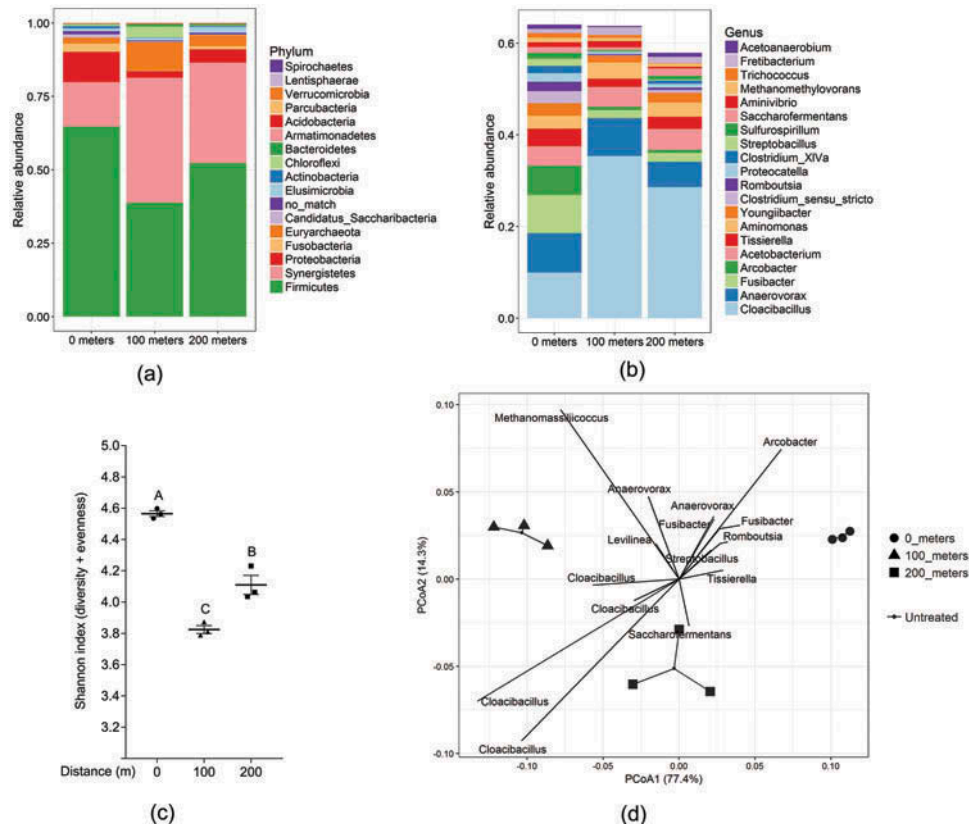 1.00
0.75
0.50
0.25
0.00
Relative abundance
0 meters 100 meters 200 meters
Phylum
Spirochaetes
Lentisphaerae
Verrucomicrobia
Parcubacteria
Acidobacteria
Armatimonadetes
Bacteroidetes
Chloroflexi
Actinobacteria
Elusimicrobia
no_match
Candidatus_Saccharibacteria
Euryarchaeota
Fusobacteria
Proteobacteria
Synergistetes
Firmicutes
(a)
0.6
0.4
0.2
0.0
Relative abundance
0 meters 100 meters 200 meters
Genus
Acetoanaerobium
Fretibacterium
Trichococcus
Methanomethylovorans
Aminivibrio
Saccharofermentans
Sulfurospirillum
Streptobacillus
Clostridium_XIVa
Proteocatella
Romboutsia
Clostridium_sensu_stricto
Youngiibacter
Aminomonas
Tissierella
Acetobacterium
Arcobacter
Fusibacter
Anaerovorax
Cloacibacillus
(b)
5.0
4.8
4.6
4.4
4.2
4.0
3.8
3.6
3.4
3.2
Shannon index (diversity + evenness)
A
B
C
Distance (m) 0 100 200
(c)
0.10
0.05
0.00
-0.05
-0.10
PCoA2 (14.3%)
Methanomassiliicoccus
Arcobacter
Anaerovorax
Anaerovorax
Fusibacter
Fusibacter
Levilinea
Romboutsia
Streptobacillus
Cloacibacillus
Tissierella
Cloacibacillus
Saccharofermentans
Cloacibacillus
Cloacibacillus
-0.10 -0.05 0.00 0.05 0.10
PCoA1 (77.4%)
0_meters
100_meters
200_meters
Untreated
(d)